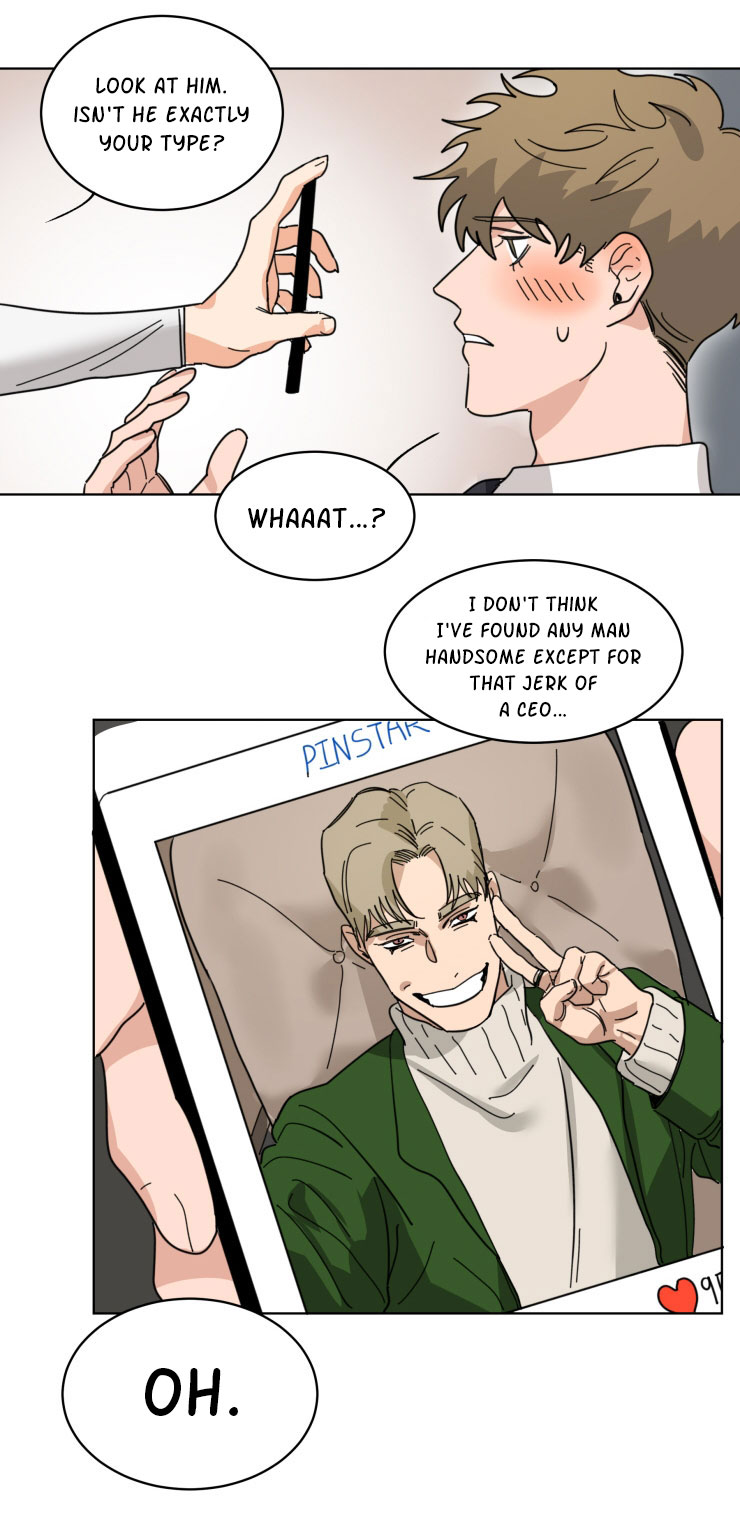 LOOK AT HIM.
ISN'T HE EXACTLY
YOUR TYPE?
WHAAAT...?
I DON'T THINK
I'VE FOUND ANY MAN
HANDSOME EXCEPT FOR
THAT JERK OF
A CEO...
PINSTAR
OH.